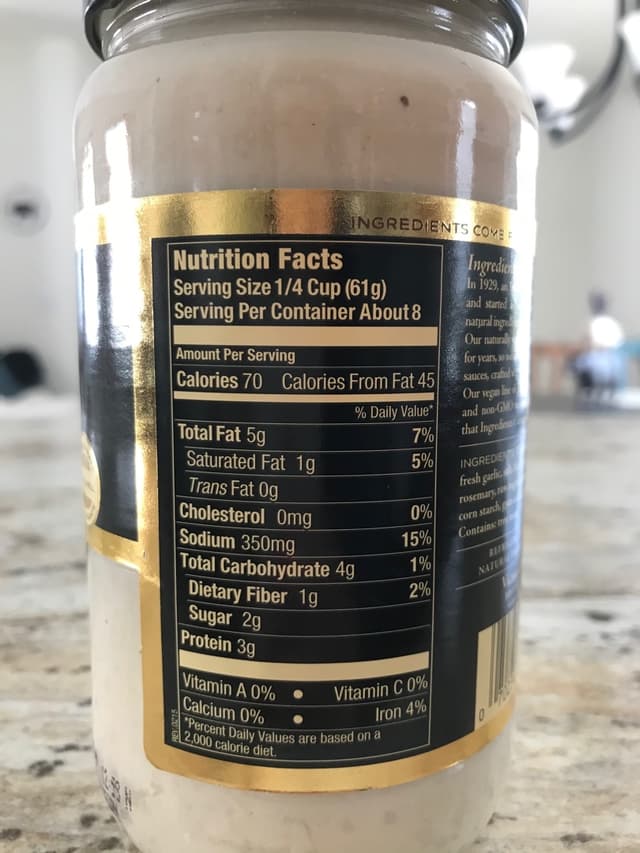 INGREDIENTS COME
Nutrition Facts
Serving Size 1/4 Cup (61g)
Serving Per Container About 8
Amount Per Serving
Calories 70 Calories From Fat 45
% Daily Value*
Total Fat 5g 7%
Saturated Fat 1g 5%
Trans Fat 0g
Cholesterol 0mg 0%
Sodium 350mg 15%
Total Carbohydrate 4g 1%
Dietary Fiber 1g 2%
Sugar 2g
Protein 3g
Vitamin A 0% • Vitamin C 0%
Calcium 0% • Iron 4%
*Percent Daily Values are based on a
2,000 calorie diet.
REV.0215
In 1929, an
and started
natural
Our
for years, so
sauces, crafted
Our vegan line
and non-GMO
that
fresh garlic,
rosemary,
corn starch,
Contains:
0